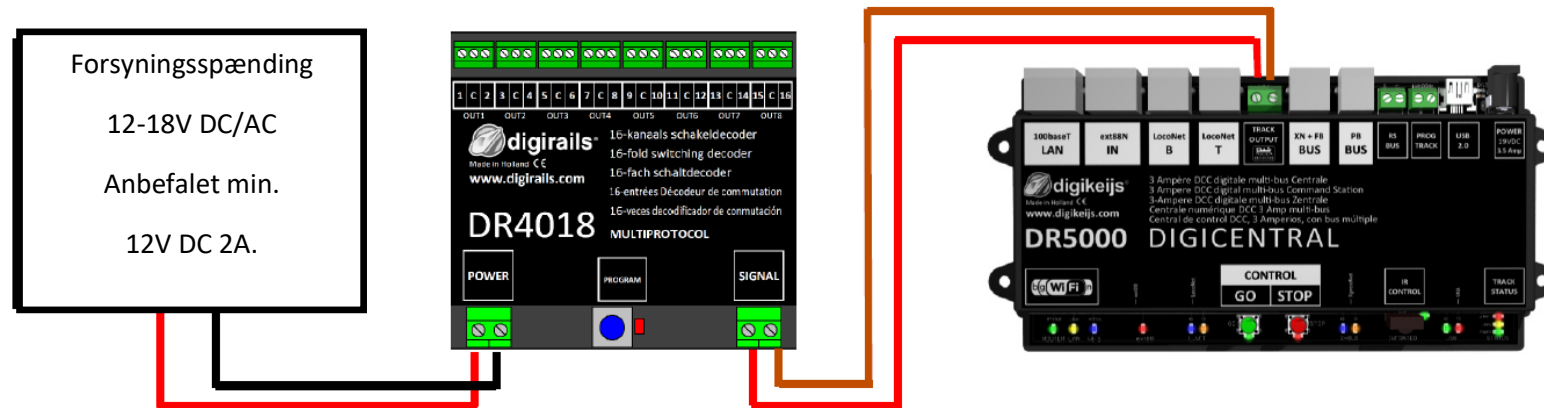 Forsyningsspænding
12-18V DC/AC
Anbefalet min.
12V DC 2A.
1 C 2 3 C 4 5 C 6 7 C 8 9 C 10 11 C 12 13 C 14 15 C 16
OUT1 OUT2 OUT3 OUT4 OUT5 OUT6 OUT7 OUT8
digirails®
Made in Holland CE
www.digirails.com
16-kanaals schakeldecoder
16-fold switching decoder
16-fach schaltdecoder
16-entrées Décodeur de commutation
16-veces decodificador de conmutación
DR4018 MULTIPROTOCOL
POWER
PROGRAM
SIGNAL
100baseT LAN
ext88N IN
LocoNet B
LocoNet T
TRACK OUTPUT
XN + FB BUS
PB BUS
RS BUS
PROG TRACK
USB 2.0
POWER 19VDC 3.5 Amp
digikeijs®
Made in Holland CE
www.digikeijs.com
3 Ampère DCC digitale multi-bus Centrale
3 Ampere DCC digital multi-bus Command Station
3-Ampere DCC digitale multi-bus Zentrale
Centrale numérique DCC 3 Amp multi-bus
Central de control DCC, 3 Amperios, con bus múltiple
DR5000 DIGICENTRAL
WiFi
CONTROL
GO STOP
IR CONTROL
TRACK STATUS